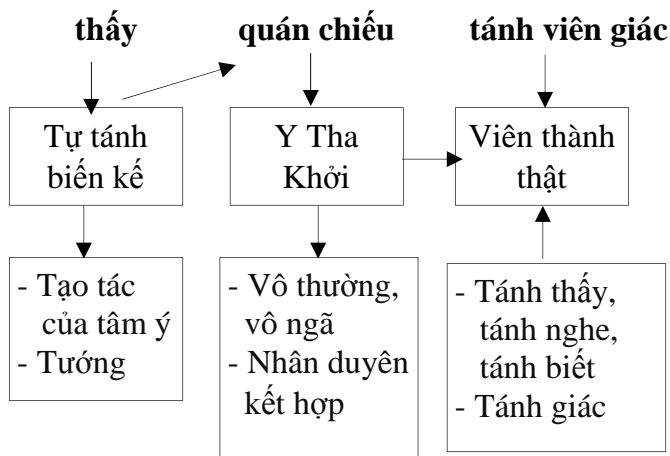 thấy
quán chiếu
tánh viên giác
Tự tánh
biến kế
Y Tha
Khởi
Viên thành
thật
- Tạo tác
của tâm ý
- Tướng
- Vô thường,
vô ngã
- Nhân duyên
kết hợp
- Tánh thấy,
tánh nghe,
tánh biết
- Tánh giác